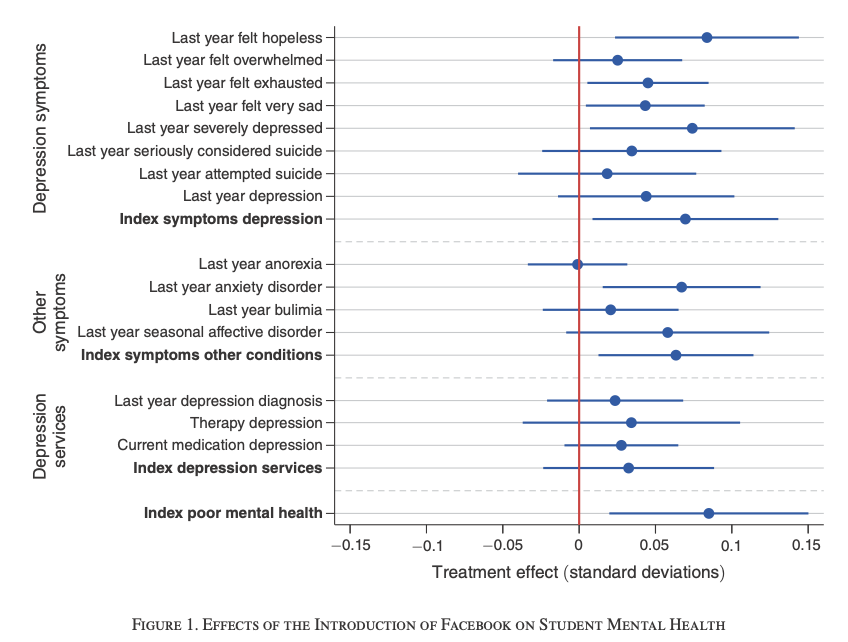 Depression symptoms
Last year felt hopeless
Last year felt overwhelmed
Last year felt exhausted
Last year felt very sad
Last year severely depressed
Last year seriously considered suicide
Last year attempted suicide
Last year depression
Index symptoms depression
Other
symptoms
Last year anorexia
Last year anxiety disorder
Last year bulimia
Last year seasonal affective disorder
Index symptoms other conditions
Depression
services
Last year depression diagnosis
Therapy depression
Current medication depression
Index depression services
Index poor mental health
−0.15 −0.1 −0.05 0 0.05 0.1 0.15
Treatment effect (standard deviations)
Figure 1. Effects of the Introduction of Facebook on Student Mental Health